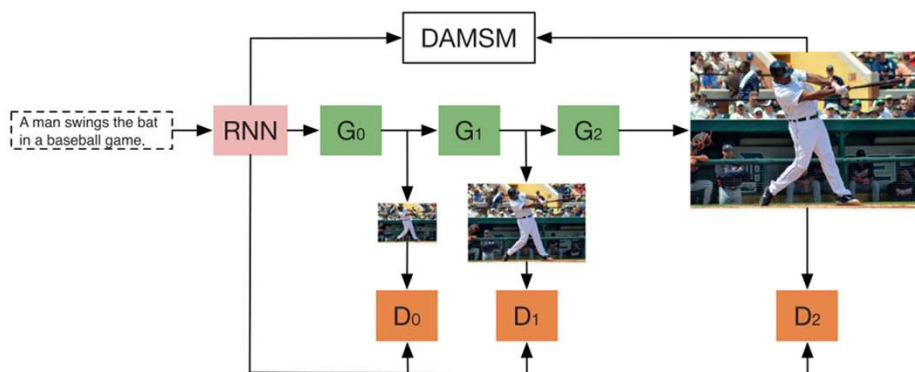 DAMSM
A man swings the bat
in a baseball game.
RNN
G0
G1
G2
D0
D1
D2